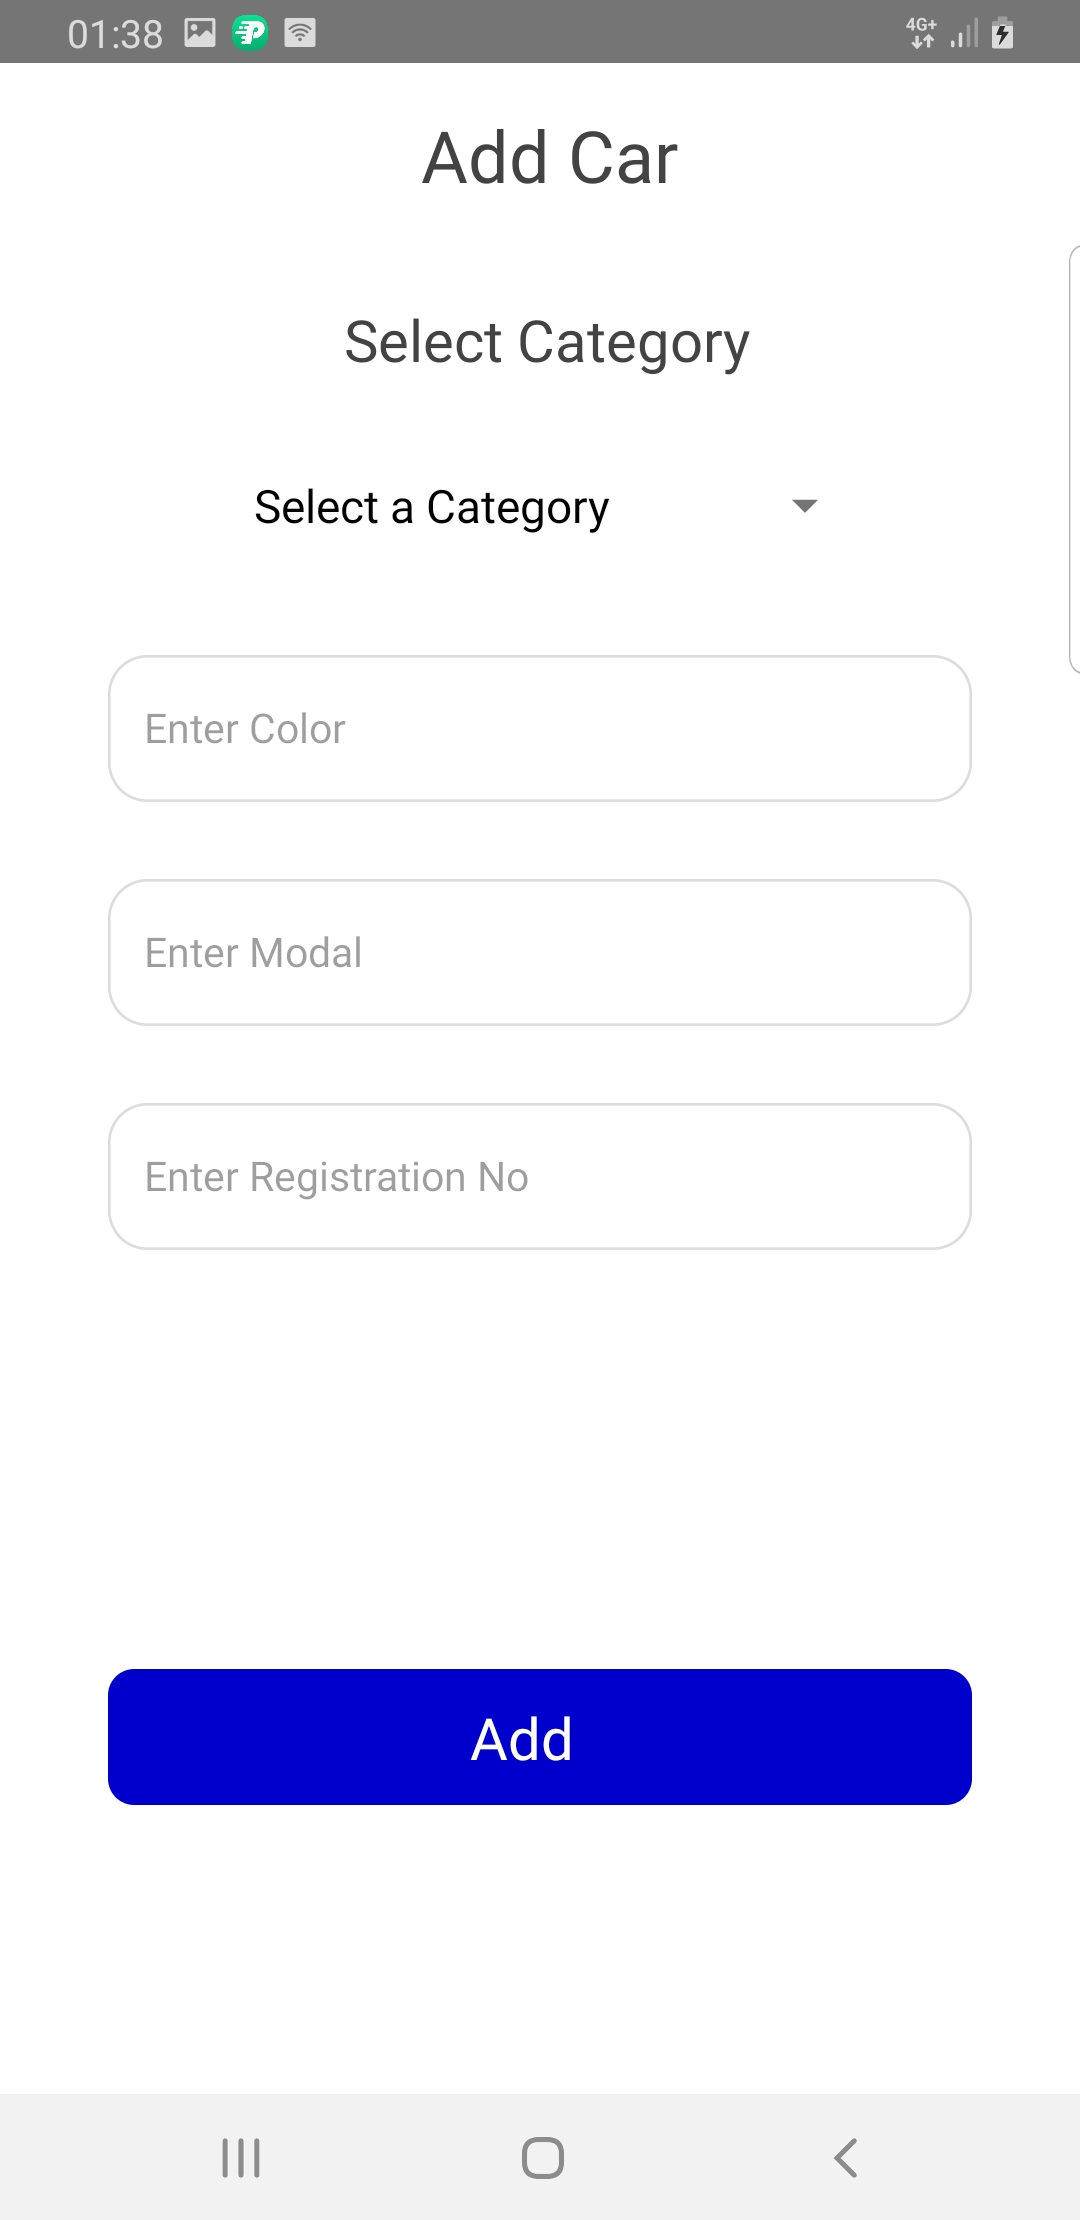 01:38
4G+
Add Car
Select Category
Select a Category
Enter Color
Enter Modal
Enter Registration No
Add